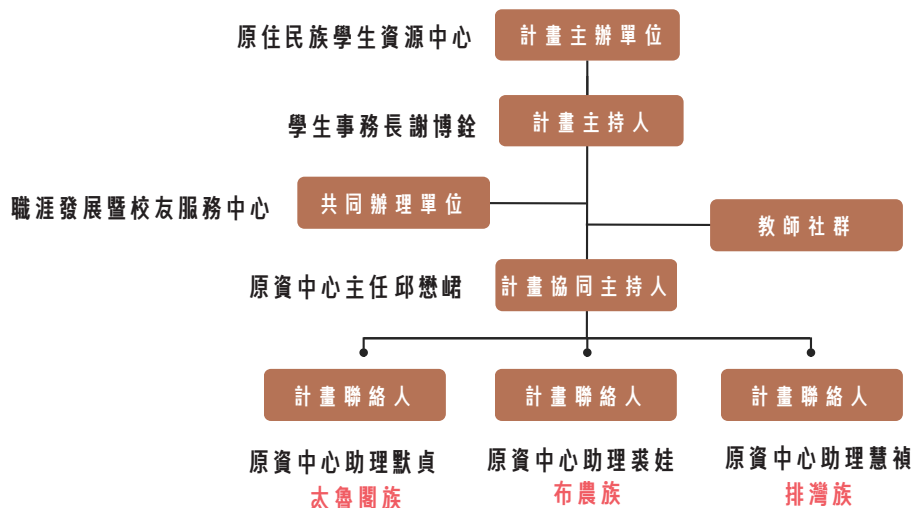 原住民族學生資源中心
計畫主辦單位
學生事務長謝博銓
計畫主持人
職涯發展暨校友服務中心
共同辦理單位
教師社群
原資中心主任邱懋峮
計畫協同主持人
計畫聯絡人
計畫聯絡人
計畫聯絡人
原資中心助理默貞
原資中心助理裘娃
原資中心助理慧禎
太魯閣族
布農族
排灣族